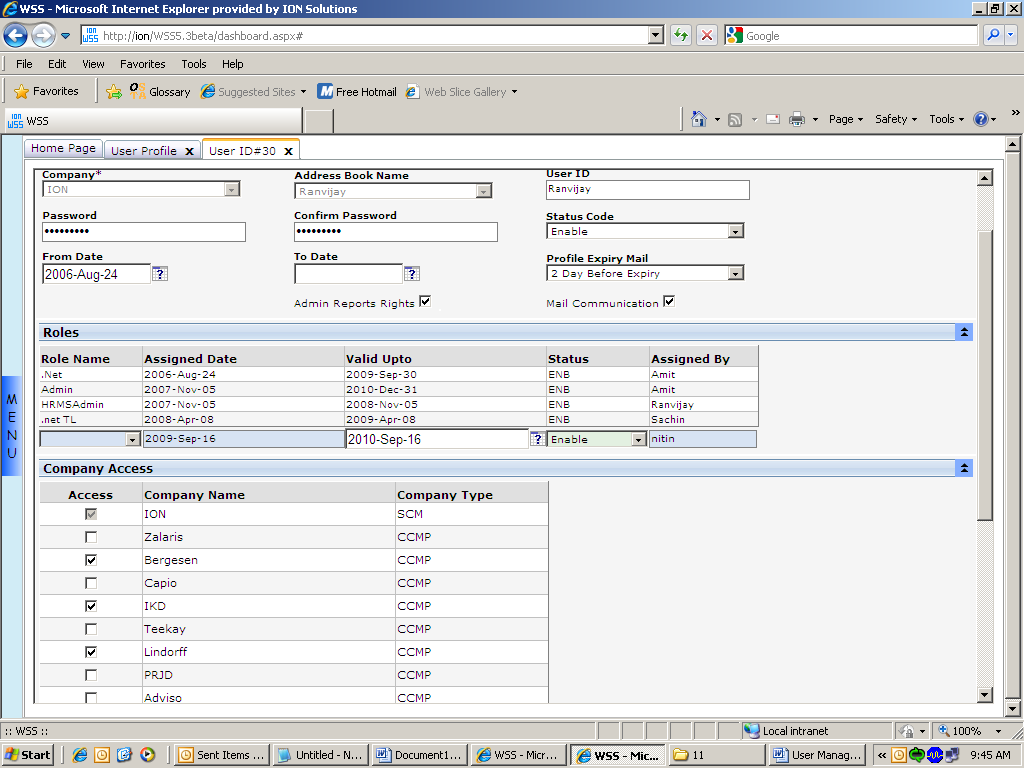 WSS - Microsoft Internet Explorer provided by ION Solutions
ION WSS http://ion/WSS5.3beta/dashboard.aspx# Google
File Edit View Favorites Tools Help
Favorites Glossary Suggested Sites Free Hotmail Web Slice Gallery
ION WSS WSS Page Safety Tools »
Home Page User Profile x User ID#30 x
Company* Address Book Name User ID
ION Ranvijay Ranvijay
Password Confirm Password Status Code
••••••••• ••••••••• Enable
From Date To Date Profile Expiry Mail
2006-Aug-24 ? ? 2 Day Before Expiry
Admin Reports Rights Mail Communication
Roles
Role Name Assigned Date Valid Upto Status Assigned By
.Net 2006-Aug-24 2009-Sep-30 ENB Amit
Admin 2007-Nov-05 2010-Dec-31 ENB Amit
HRMSAdmin 2007-Nov-05 2008-Nov-05 ENB Ranvijay
.net TL 2008-Apr-08 2009-Apr-08 ENB Sachin
2009-Sep-16 2010-Sep-16 ? Enable nitin
MENU
Company Access
Access Company Name Company Type
ION SCM
Zalaris CCMP
Bergesen CCMP
Capio CCMP
IKD CCMP
Teekay CCMP
Lindorff CCMP
PRJD CCMP
Adviso CCMP
:: WSS :: Local intranet 100%
Start Sent Items ... Untitled - N... Document1... WSS - Micr... WSS - Mic... 11 User Manag... « 9:45 AM